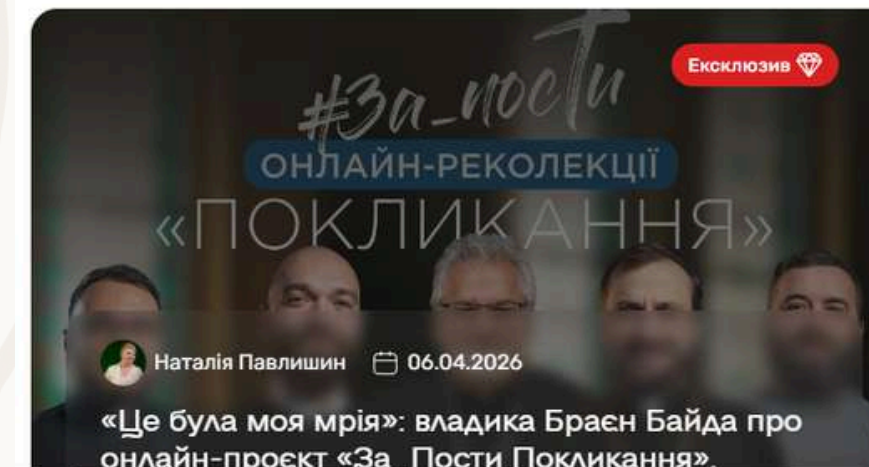 Ексклюзив
#За_пости
ОНЛАЙН-РЕКОЛЕКЦІЇ
«ПОКЛИКАННЯ»
Наталія Павлишин 06.04.2026
«Це була моя мрія»: владика Браєн Байда про
онлайн-проєкт «За_Пости Покликання»